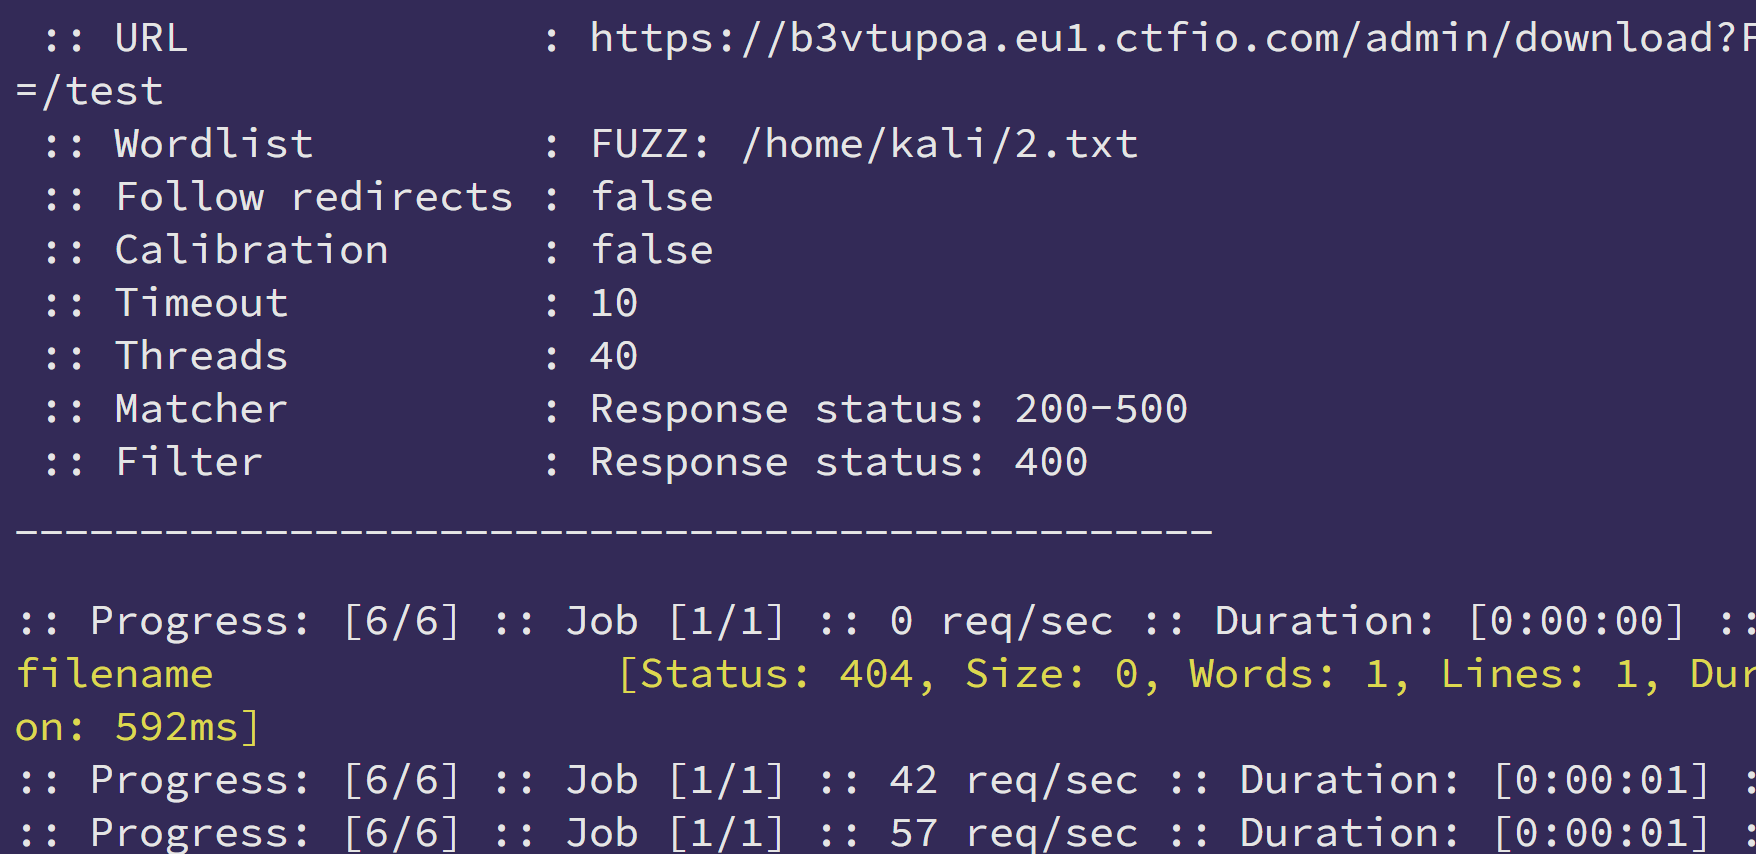 :: URL : https://b3vtupoa.eu1.ctfio.com/admin/download?F
=/test
:: Wordlist : FUZZ: /home/kali/2.txt
:: Follow redirects : false
:: Calibration : false
:: Timeout : 10
:: Threads : 40
:: Matcher : Response status: 200-500
:: Filter : Response status: 400
________________________________________________
:: Progress: [6/6] :: Job [1/1] :: 0 req/sec :: Duration: [0:00:00] ::
filename [Status: 404, Size: 0, Words: 1, Lines: 1, Dur
on: 592ms]
:: Progress: [6/6] :: Job [1/1] :: 42 req/sec :: Duration: [0:00:01] :
:: Progress: [6/6] :: Job [1/1] :: 57 req/sec :: Duration: [0:00:01] :